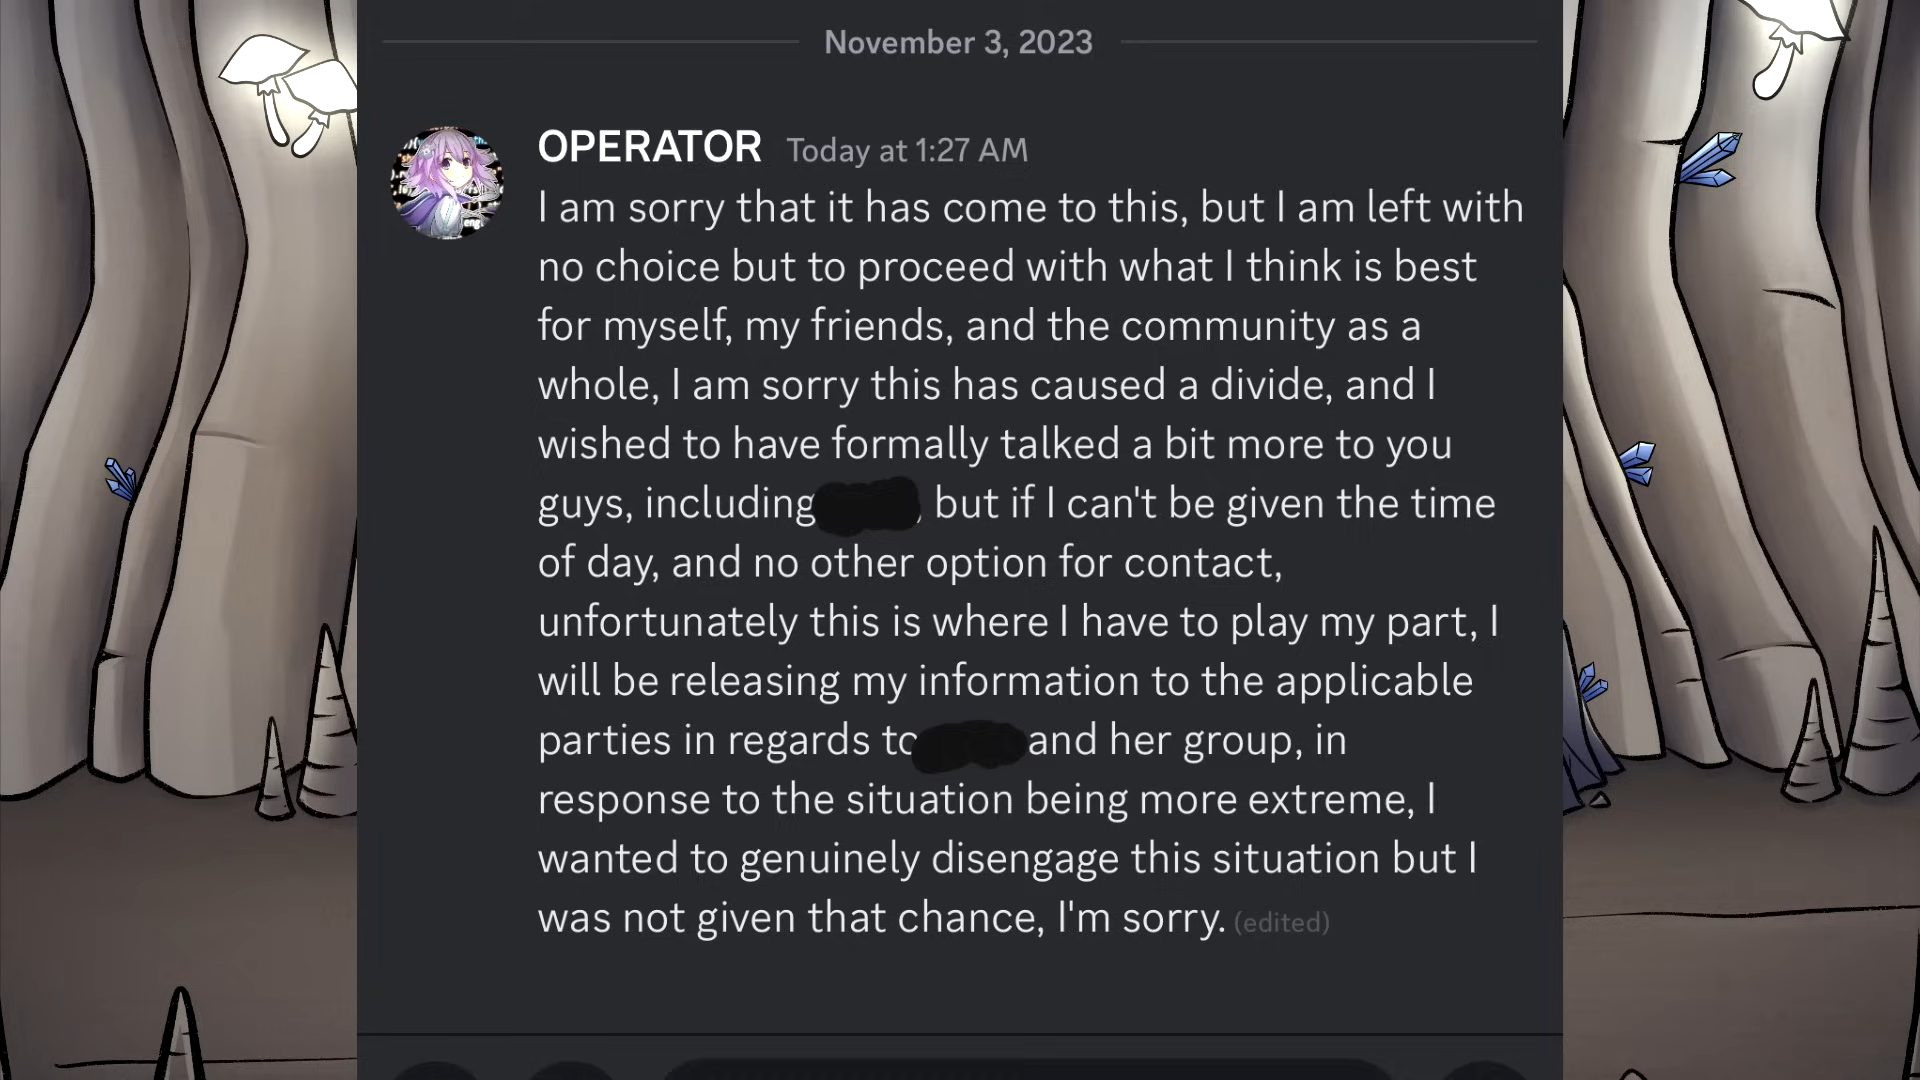 November 3, 2023
OPERATOR Today at 1:27 AM
I am sorry that it has come to this, but I am left with
no choice but to proceed with what I think is best
for myself, my friends, and the community as a
whole, I am sorry this has caused a divide, and I
wished to have formally talked a bit more to you
guys, including , but if I can't be given the time
of day, and no other option for contact,
unfortunately this is where I have to play my part, I
will be releasing my information to the applicable
parties in regards to and her group, in
response to the situation being more extreme, I
wanted to genuinely disengage this situation but I
was not given that chance, I'm sorry. (edited)